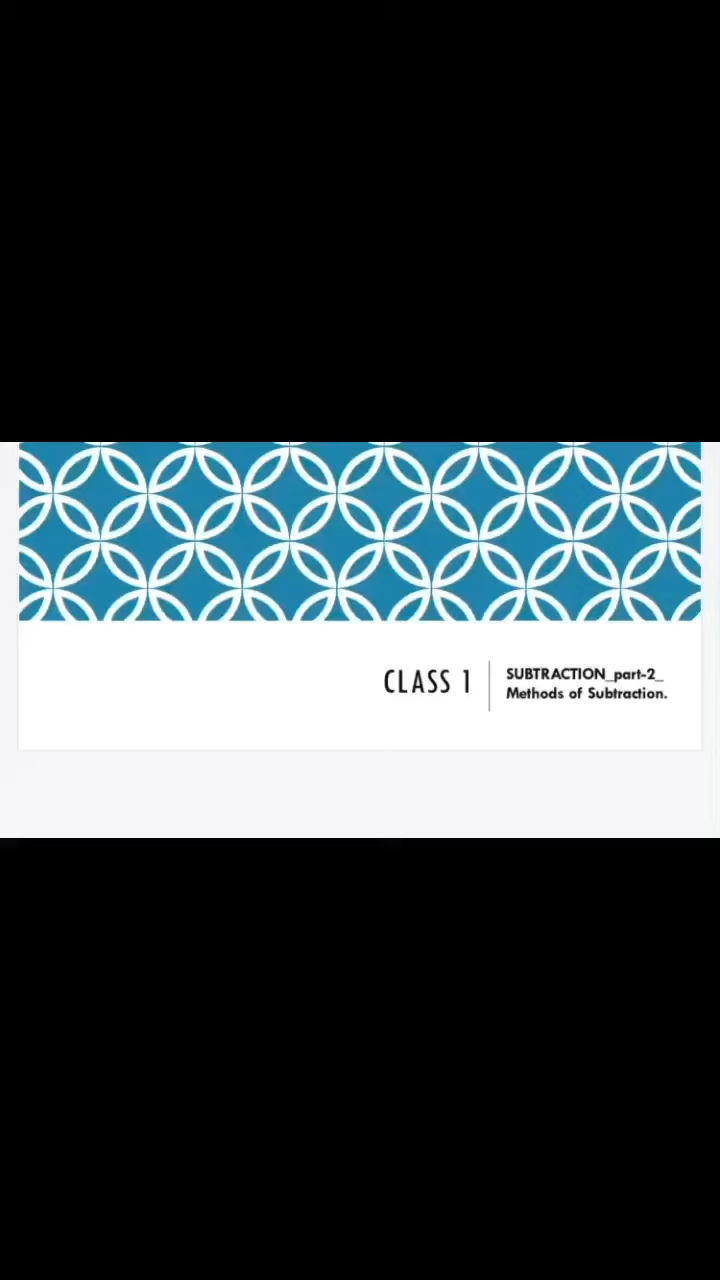 CLASS 1
SUBTRACTION_part-2_
Methods of Subtraction.